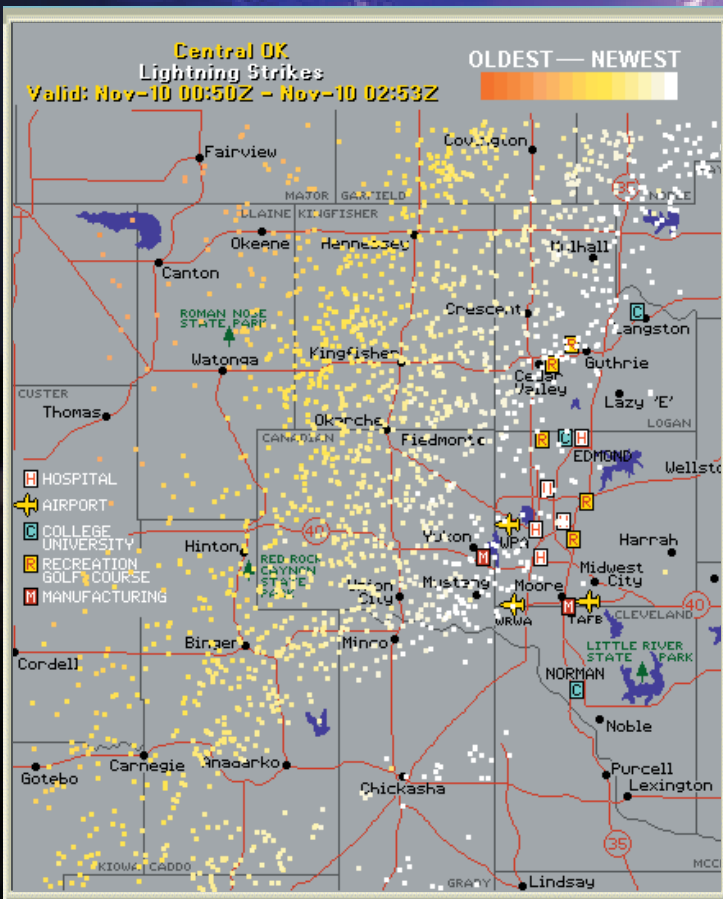 Central OK
Lightning Strikes
Valid: Nov-10 00:50Z - Nov-10 02:53Z
OLDEST — NEWEST
Covington
Fairview
35
MAJOR GARFIELD
NOBLE
BLAINE KINGFISHER
Okeene
Hennessey
Mulhall
Canton
ROMAN NOSE
STATE PARK
Crescent
Langston
Watonga
Kingfisher
Cedar
Valley
Guthrie
CUSTER
Thomas
Lazy 'E'
Okarche
LOGAN
CANADIAN
Piedmont
EDMOND
H HOSPITAL
AIRPORT
C COLLEGE
UNIVERSITY
R RECREATION
GOLF COURSE
M MANUFACTURING
40
Yukon
WPA
Harrah
Hinton
RED ROCK
CANYON
STATE
PARK
Midwest
City
Union
City
Mustang
Moore
WRWA
TAFB
40
CLEVELAND
Binger
Minco
LITTLE RIVER
STATE PARK
Cordell
NORMAN
Noble
Gotebo
Carnegie
Anadarko
Chickasha
Purcell
Lexington
35
KIOWA CADDO
GRADY
Lindsay